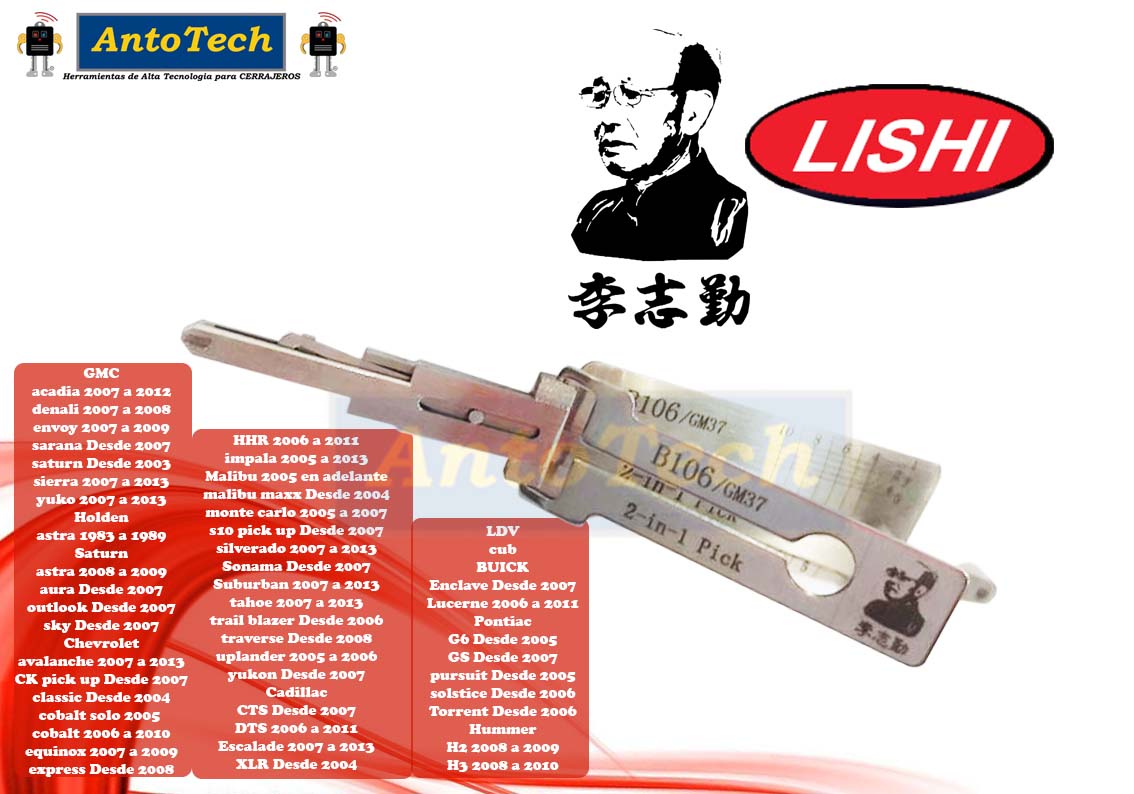 AntoTech
Herramientas de Alta Tecnologia para CERRAJEROS
LISHI
李志勤
GMC
acadia 2007 a 2012
denali 2007 a 2008
envoy 2007 a 2009
sarana Desde 2007
saturn Desde 2003
sierra 2007 a 2013
yuko 2007 a 2013
Holden
astra 1983 a 1989
Saturn
astra 2008 a 2009
aura Desde 2007
outlook Desde 2007
sky Desde 2007
Chevrolet
avalanche 2007 a 2013
CK pick up Desde 2007
classic Desde 2004
cobalt solo 2005
cobalt 2006 a 2010
equinox 2007 a 2009
express Desde 2008
HHR 2006 a 2011
impala 2005 a 2013
Malibu 2005 en adelante
malibu maxx Desde 2004
monte carlo 2005 a 2007
s10 pick up Desde 2007
silverado 2007 a 2013
Sonama Desde 2007
Suburban 2007 a 2013
tahoe 2007 a 2013
trail blazer Desde 2006
traverse Desde 2008
uplander 2005 a 2006
yukon Desde 2007
Cadillac
CTS Desde 2007
DTS 2006 a 2011
Escalade 2007 a 2013
XLR Desde 2004
LDV
cub
BUICK
Enclave Desde 2007
Lucerne 2006 a 2011
Pontiac
G6 Desde 2005
GS Desde 2007
pursuit Desde 2005
solstice Desde 2006
Torrent Desde 2006
Hummer
H2 2008 a 2009
H3 2008 a 2010
AntoTech
B106/GM37
B106/GM37
2-in-1 Pick
2-in-1 Pick
李志勤